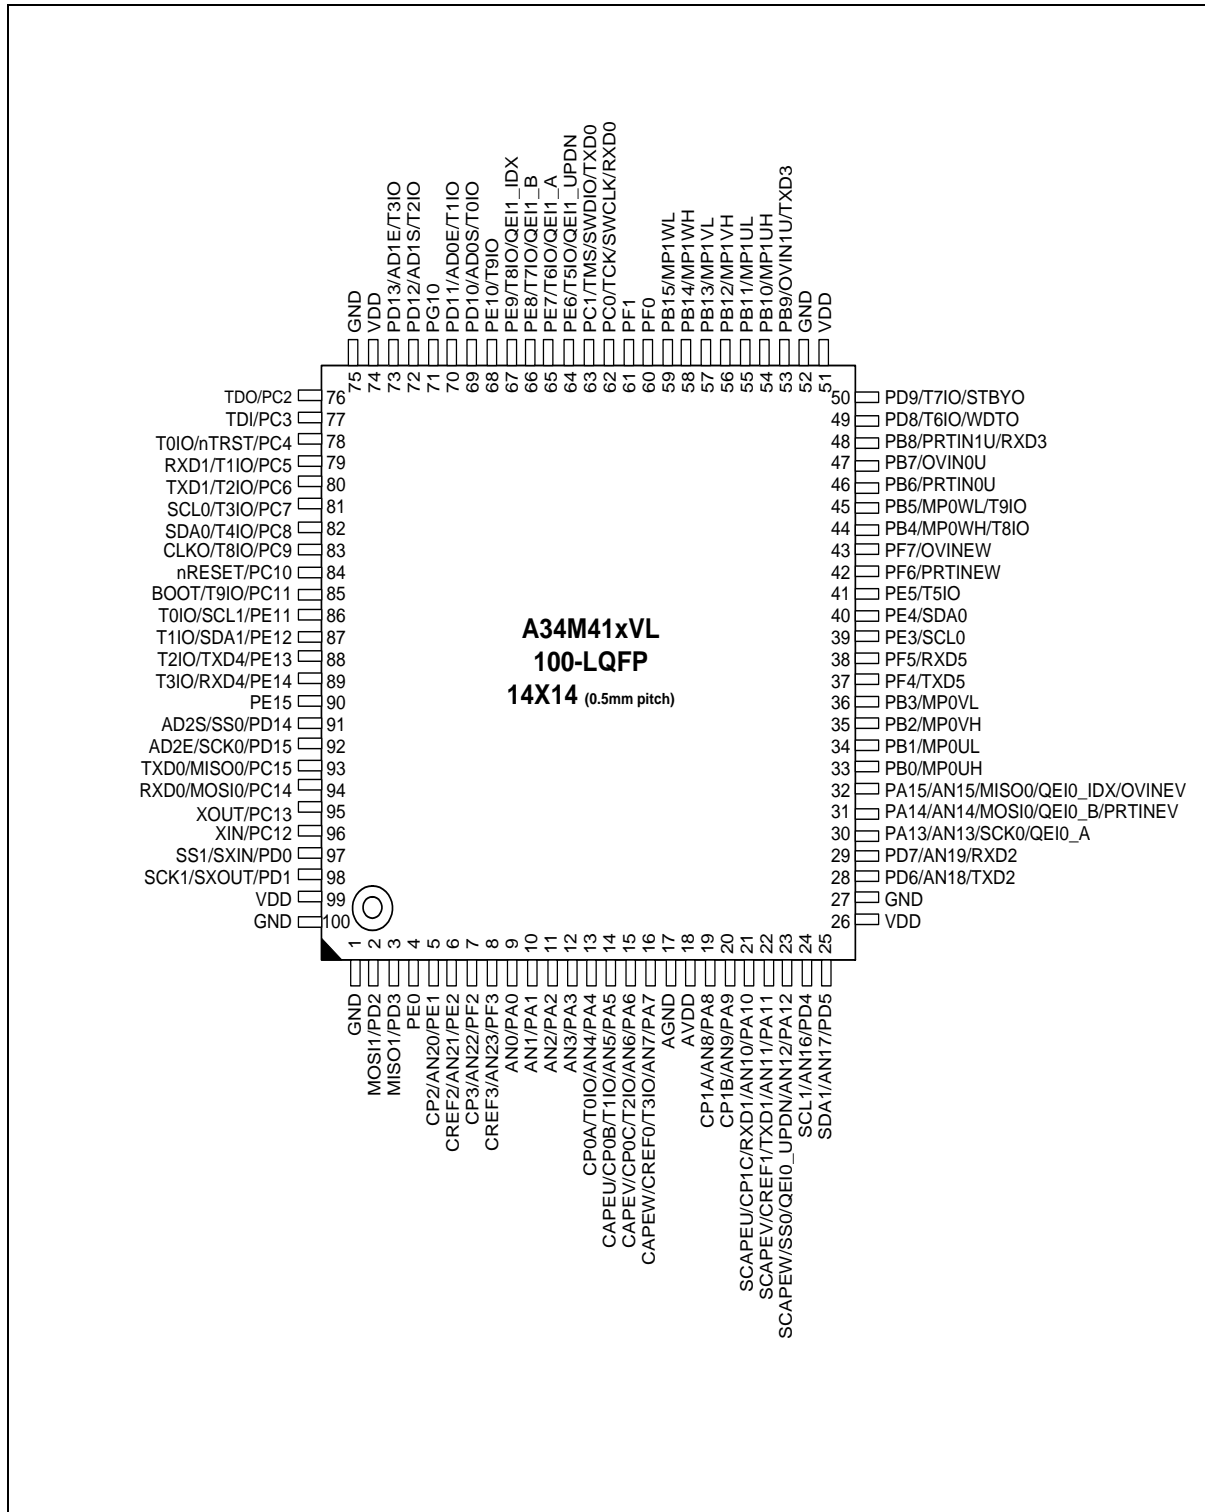 GND
VDD
PD13/AD1E/T3IO
PD12/AD1S/T2IO
PG10
PD11/AD0E/T1IO
PD10/AD0S/T0IO
PE10/T9IO
PE9/T8IO/QEI1_IDX
PE8/T7IO/QEI1_B
PE7/T6IO/QEI1_A
PE6/T5IO/QEI1_UPDN
PC1/TMS/SWDIO/TXD0
PC0/TCK/SWCLK/RXD0
PF1
PF0
PB15/MP1WL
PB14/MP1WH
PB13/MP1VL
PB12/MP1VH
PB11/MP1UL
PB10/MP1UH
PB9/OVIN1U/TXD3
GND
VDD
75
74
73
72
71
70
69
68
67
66
65
64
63
62
61
60
59
58
57
56
55
54
53
52
51
TDO/PC2 76
TDI/PC3 77
T0IO/nTRST/PC4 78
RXD1/T1IO/PC5 79
TXD1/T2IO/PC6 80
SCL0/T3IO/PC7 81
SDA0/T4IO/PC8 82
CLKO/T8IO/PC9 83
nRESET/PC10 84
BOOT/T9IO/PC11 85
T0IO/SCL1/PE11 86
T1IO/SDA1/PE12 87
T2IO/TXD4/PE13 88
T3IO/RXD4/PE14 89
PE15 90
AD2S/SS0/PD14 91
AD2E/SCK0/PD15 92
TXD0/MISO0/PC15 93
RXD0/MOSI0/PC14 94
XOUT/PC13 95
XIN/PC12 96
SS1/SXIN/PD0 97
SCK1/SXOUT/PD1 98
VDD 99
GND 100
A34M41xVL
100-LQFP
14X14 (0.5mm pitch)
50 PD9/T7IO/STBYO
49 PD8/T6IO/WDTO
48 PB8/PRTIN1U/RXD3
47 PB7/OVIN0U
46 PB6/PRTIN0U
45 PB5/MP0WL/T9IO
44 PB4/MP0WH/T8IO
43 PF7/OVINEW
42 PF6/PRTINEW
41 PE5/T5IO
40 PE4/SDA0
39 PE3/SCL0
38 PF5/RXD5
37 PF4/TXD5
36 PB3/MP0VL
35 PB2/MP0VH
34 PB1/MP0UL
33 PB0/MP0UH
32 PA15/AN15/MISO0/QEI0_IDX/OVINEV
31 PA14/AN14/MOSI0/QEI0_B/PRTINEV
30 PA13/AN13/SCK0/QEI0_A
29 PD7/AN19/RXD2
28 PD6/AN18/TXD2
27 GND
26 VDD
1
2
3
4
5
6
7
8
9
10
11
12
13
14
15
16
17
18
19
20
21
22
23
24
25
GND
MOSI1/PD2
MISO1/PD3
PE0
CP2/AN20/PE1
CREF2/AN21/PE2
CP3/AN22/PF2
CREF3/AN23/PF3
AN0/PA0
AN1/PA1
AN2/PA2
AN3/PA3
CP0A/T0IO/AN4/PA4
CAPEU/CP0B/T1IO/AN5/PA5
CAPEV/CP0C/T2IO/AN6/PA6
CAPEW/CREF0/T3IO/AN7/PA7
AGND
AVDD
CP1A/AN8/PA8
CP1B/AN9/PA9
SCAPEU/CP1C/RXD1/AN10/PA10
SCAPEV/CREF1/TXD1/AN11/PA11
SCAPEW/SS0/QEI0_UPDN/AN12/PA12
SCL1/AN16/PD4
SDA1/AN17/PD5